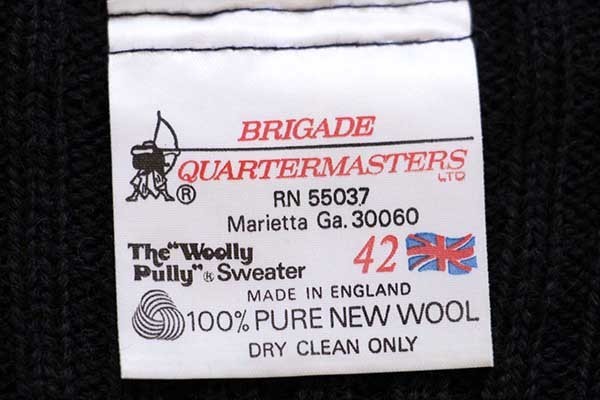 BRIGADE
QUARTERMASTERS LTD
®
RN 55037
Marietta Ga. 30060
The "Woolly
Pully"® Sweater
42
MADE IN ENGLAND
100% PURE NEW WOOL
DRY CLEAN ONLY